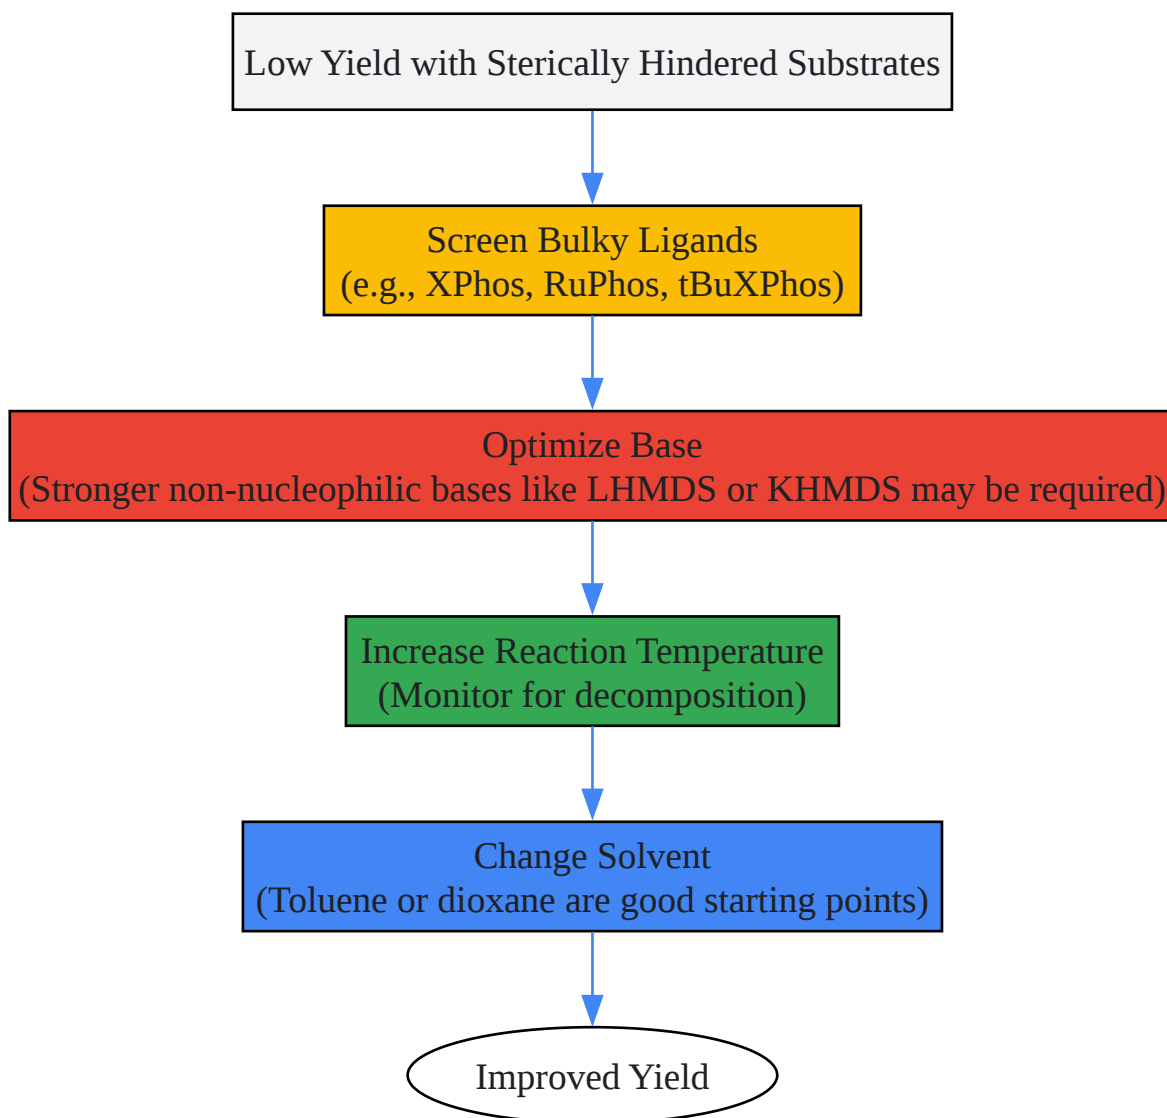 Low Yield with Sterically Hindered Substrates
Screen Bulky Ligands
(e.g., XPhos, RuPhos, tBuXPhos)
Optimize Base
(Stronger non-nucleophilic bases like LHMDS or KHMDS may be required)
Increase Reaction Temperature
(Monitor for decomposition)
Change Solvent
(Toluene or dioxane are good starting points)
Improved Yield